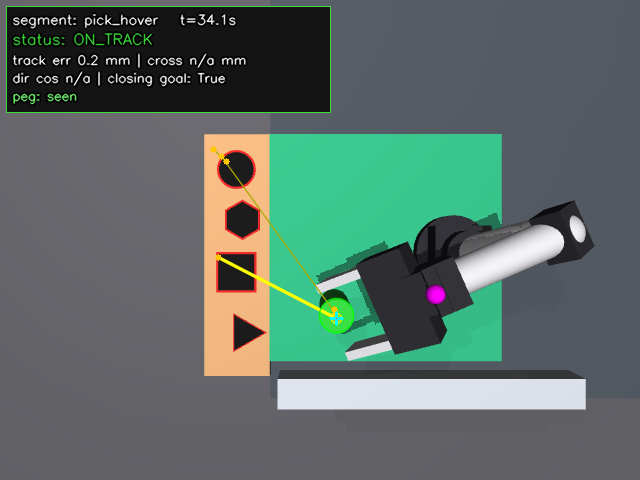 segment: pick_hover t=34.1s
status: ON_TRACK
track err 0.2 mm | cross n/a mm
dir cos n/a | closing goal: True
peg: seen